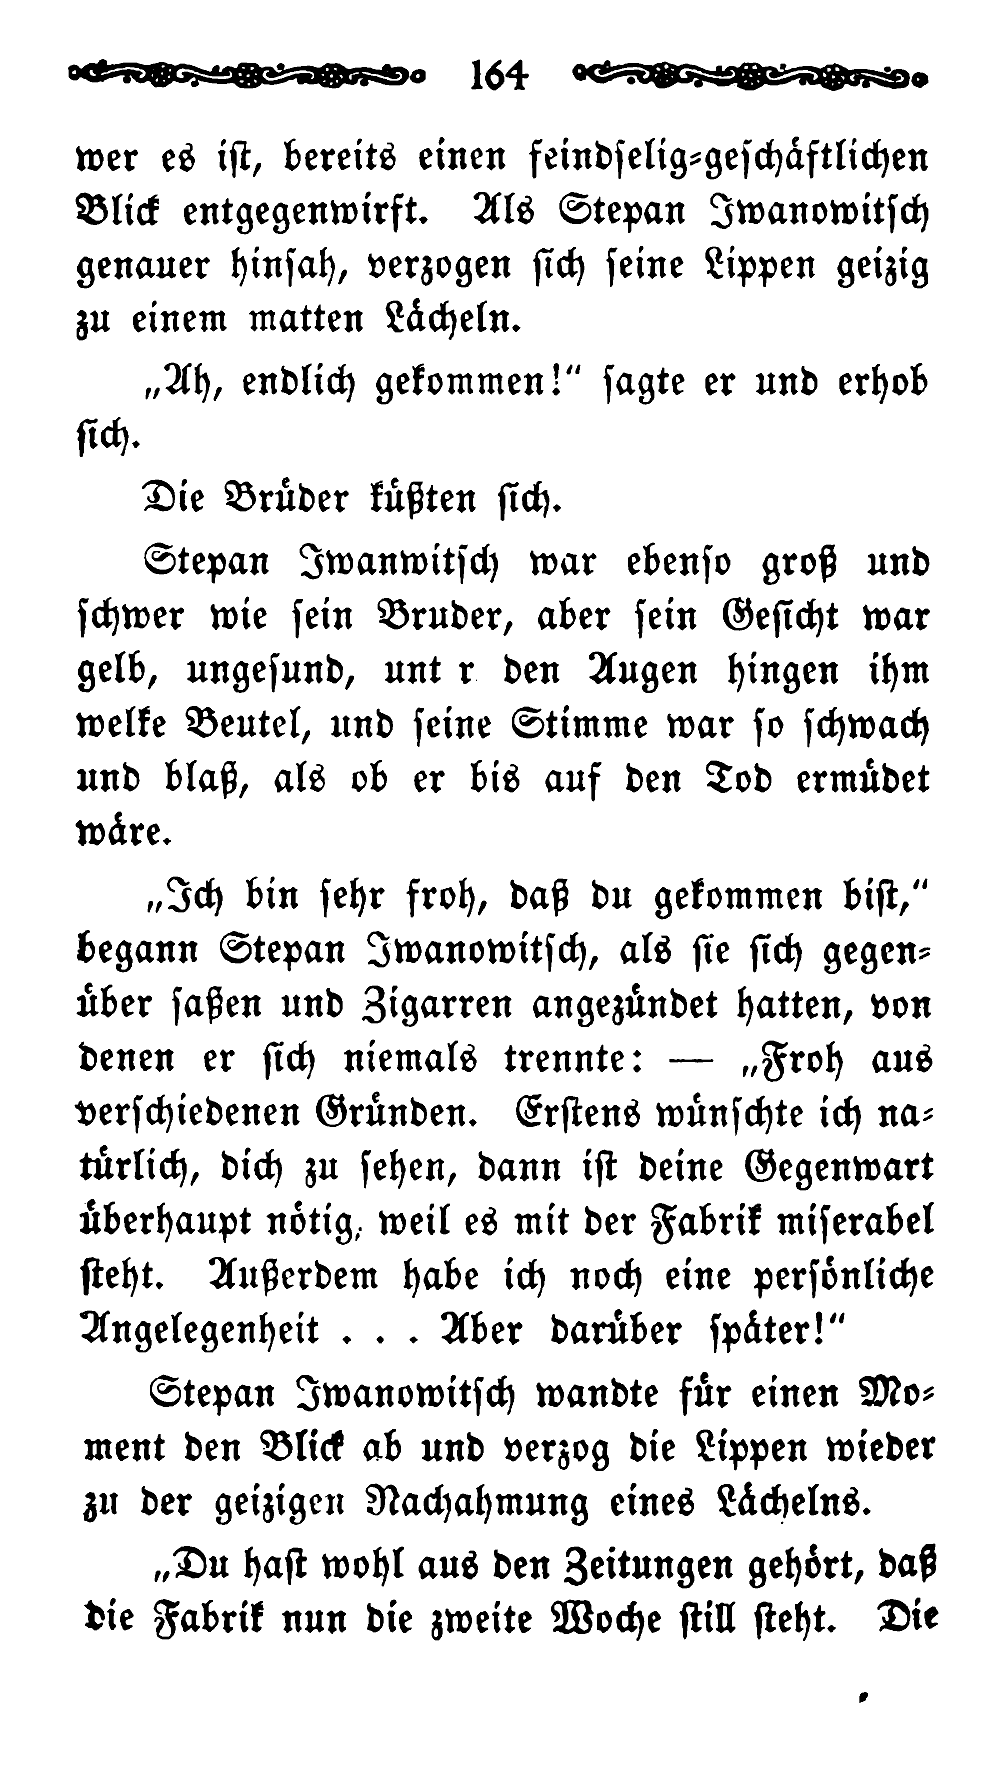 164
wer es ist, bereits einen feindselig-geschäftlichen
Blick entgegenwirft. Als Stepan Iwanowitsch
genauer hinsah, verzogen sich seine Lippen geizig
zu einem matten Lächeln.
„Ah, endlich gekommen!“ sagte er und erhob
sich.
Die Brüder küßten sich.
Stepan Iwanwitsch war ebenso groß und
schwer wie sein Bruder, aber sein Gesicht war
gelb, ungesund, unt r den Augen hingen ihm
welke Beutel, und seine Stimme war so schwach
und blaß, als ob er bis auf den Tod ermüdet
wäre.
„Ich bin sehr froh, daß du gekommen bist,“
begann Stepan Iwanowitsch, als sie sich gegen-
über saßen und Zigarren angezündet hatten, von
denen er sich niemals trennte: — „Froh aus
verschiedenen Gründen. Erstens wünschte ich na-
türlich, dich zu sehen, dann ist deine Gegenwart
überhaupt nötig, weil es mit der Fabrik miserabel
steht. Außerdem habe ich noch eine persönliche
Angelegenheit . . . Aber darüber später!“
Stepan Iwanowitsch wandte für einen Mo-
ment den Blick ab und verzog die Lippen wieder
zu der geizigen Nachahmung eines Lächelns.
„Du hast wohl aus den Zeitungen gehört, daß
die Fabrik nun die zweite Woche still steht. Die